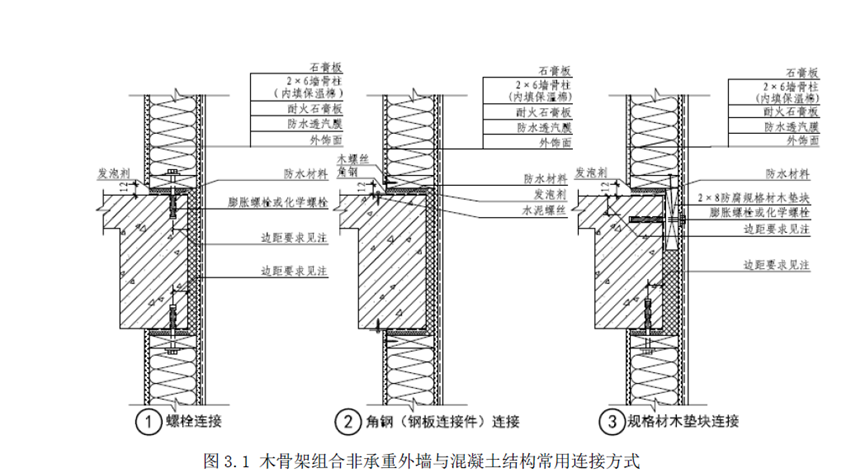 石膏板
2×6墙骨柱
(内填保温棉)
耐火石膏板
防水透汽膜
外饰面
发泡剂
12
防水材料
膨胀螺栓或化学螺栓
边距要求见注
边距要求见注
① 螺栓连接
石膏板
2×6墙骨柱
(内填保温棉)
耐火石膏板
防水透汽膜
外饰面
木螺丝
角钢
12
防水材料
发泡剂
水泥螺丝
② 角钢（钢板连接件）连接
石膏板
2×6墙骨柱
(内填保温棉)
耐火石膏板
防水透汽膜
外饰面
发泡剂
12
防水材料
2×8防腐规格材木垫块
膨胀螺栓或化学螺栓
边距要求见注
边距要求见注
③ 规格材木垫块连接
图 3.1 木骨架组合非承重外墙与混凝土结构常用连接方式